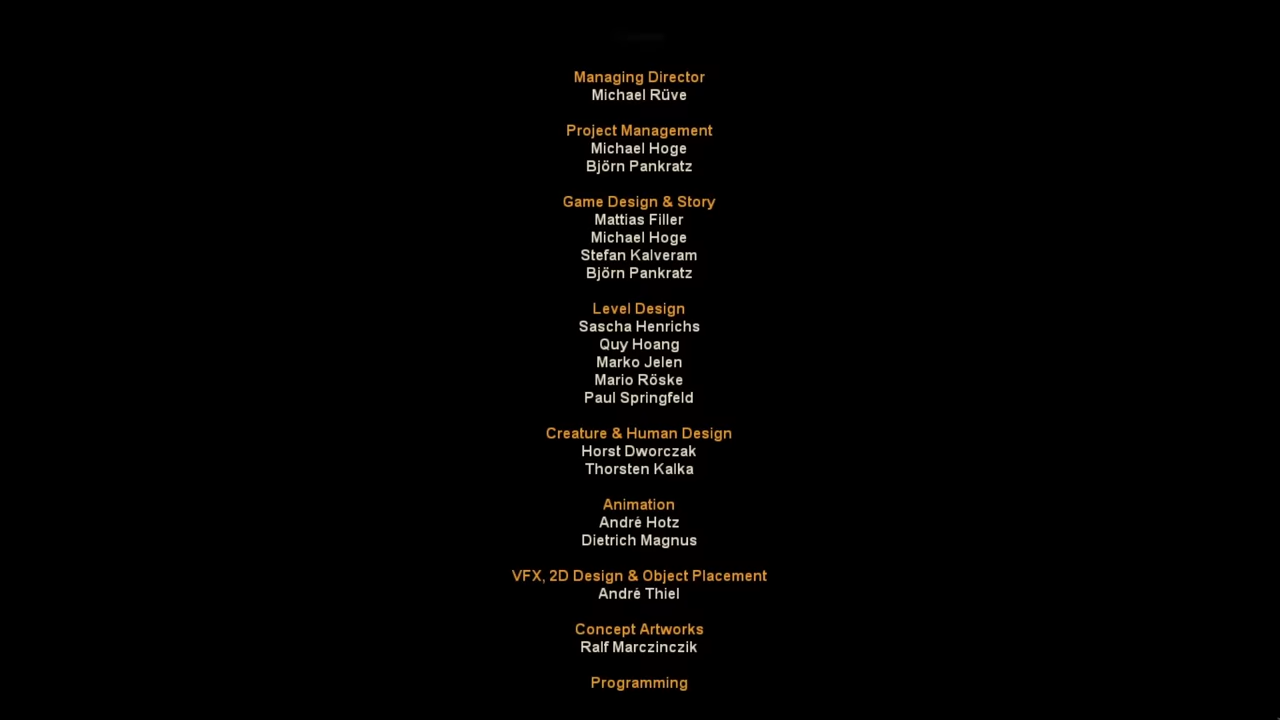 Managing Director
Michael Rüve
Project Management
Michael Hoge
Björn Pankratz
Game Design & Story
Mattias Filler
Michael Hoge
Stefan Kalveram
Björn Pankratz
Level Design
Sascha Henrichs
Quy Hoang
Marko Jelen
Mario Röske
Paul Springfeld
Creature & Human Design
Horst Dworczak
Thorsten Kalka
Animation
André Hotz
Dietrich Magnus
VFX, 2D Design & Object Placement
André Thiel
Concept Artworks
Ralf Marczinczik
Programming